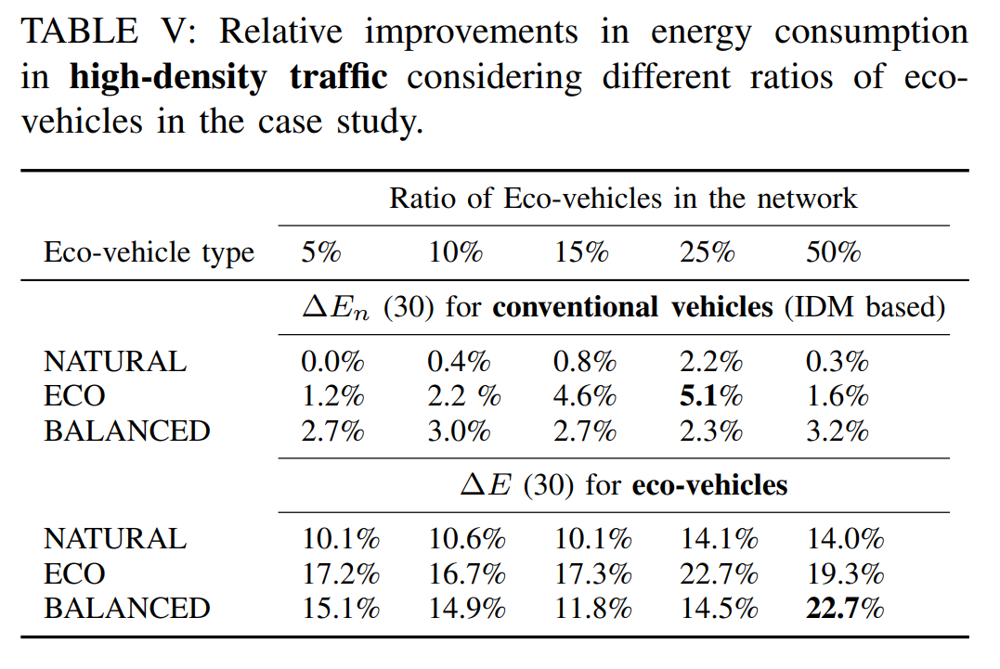 TABLE V: Relative improvements in energy consumption
in high-density traffic considering different ratios of eco-
vehicles in the case study.
Ratio of Eco-vehicles in the network
Eco-vehicle type 5% 10% 15% 25% 50%
ΔEn (30) for conventional vehicles (IDM based)
NATURAL 0.0% 0.4% 0.8% 2.2% 0.3%
ECO 1.2% 2.2 % 4.6% 5.1% 1.6%
BALANCED 2.7% 3.0% 2.7% 2.3% 3.2%
ΔE (30) for eco-vehicles
NATURAL 10.1% 10.6% 10.1% 14.1% 14.0%
ECO 17.2% 16.7% 17.3% 22.7% 19.3%
BALANCED 15.1% 14.9% 11.8% 14.5% 22.7%